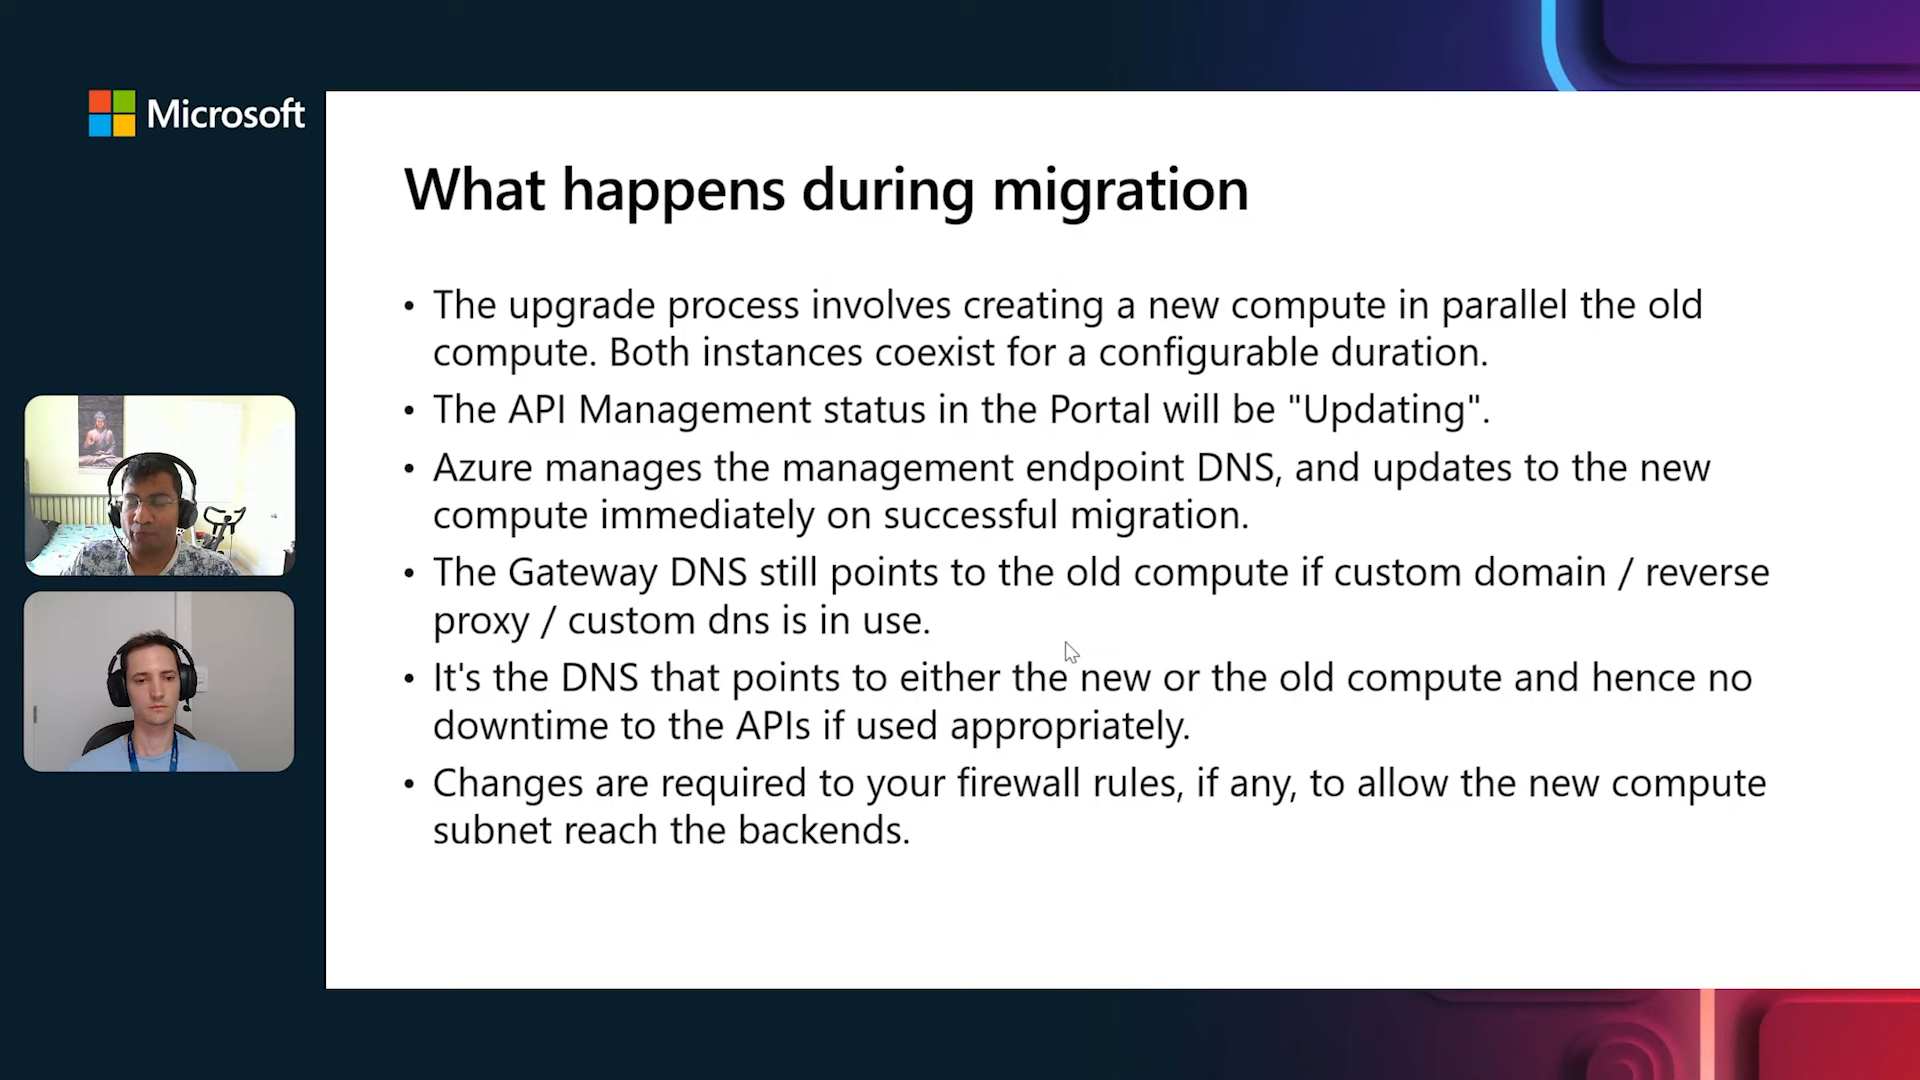 Microsoft
What happens during migration
• The upgrade process involves creating a new compute in parallel the old
compute. Both instances coexist for a configurable duration.
• The API Management status in the Portal will be "Updating".
• Azure manages the management endpoint DNS, and updates to the new
compute immediately on successful migration.
• The Gateway DNS still points to the old compute if custom domain / reverse
proxy / custom dns is in use.
• It's the DNS that points to either the new or the old compute and hence no
downtime to the APIs if used appropriately.
• Changes are required to your firewall rules, if any, to allow the new compute
subnet reach the backends.